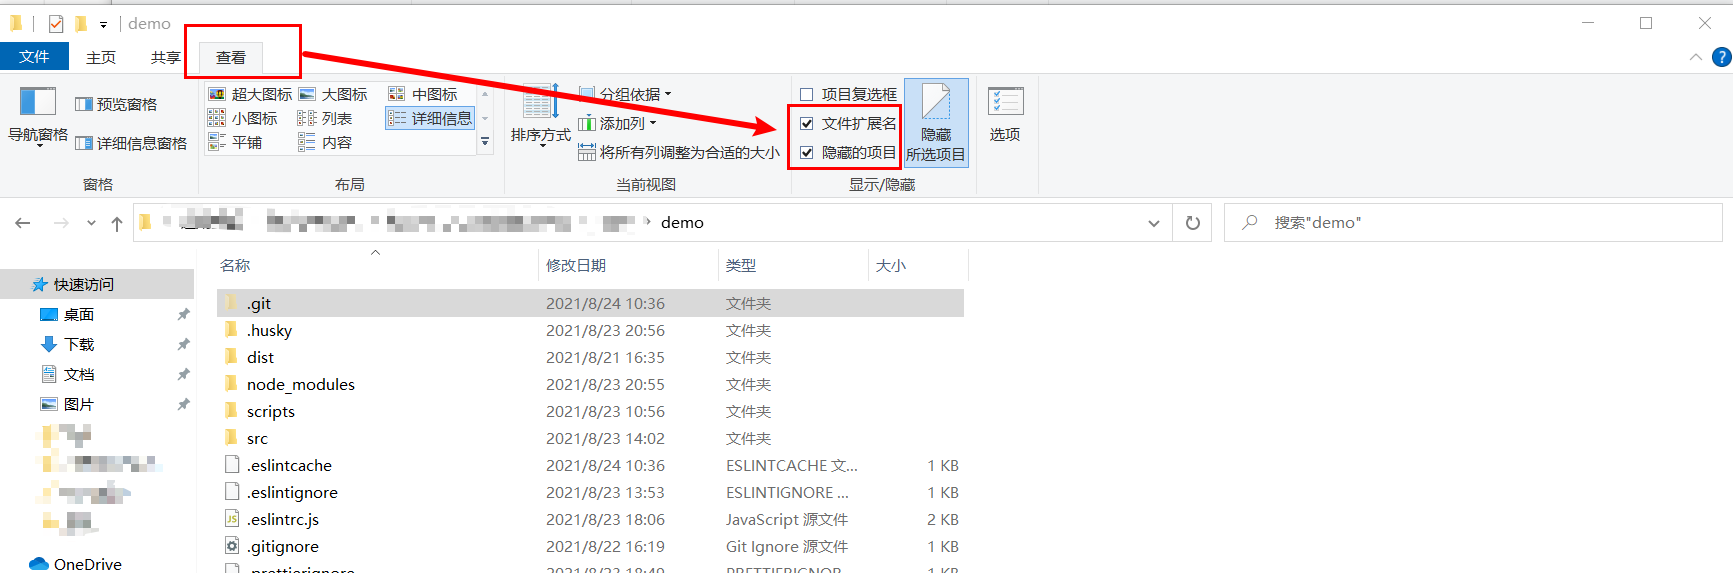 demo
文件 主页 共享 查看
导航窗格 预览窗格 详细信息窗格
窗格
超大图标 大图标 中图标
小图标 列表 详细信息
平铺 内容
布局
排序方式 分组依据
添加列
将所有列调整为合适的大小
当前视图
项目复选框
文件扩展名
隐藏的项目
隐藏
所选项目
显示/隐藏
选项
demo
搜索"demo"
名称 修改日期 类型 大小
快速访问
桌面
下载
文档
图片
OneDrive
.git 2021/8/24 10:36 文件夹
.husky 2021/8/23 20:56 文件夹
dist 2021/8/21 16:35 文件夹
node_modules 2021/8/23 20:55 文件夹
scripts 2021/8/23 10:56 文件夹
src 2021/8/23 14:02 文件夹
.eslintcache 2021/8/24 10:36 ESLINTCACHE 文... 1 KB
.eslintignore 2021/8/23 13:53 ESLINTIGNORE ... 1 KB
.eslintrc.js 2021/8/23 18:06 JavaScript 源文件 2 KB
.gitignore 2021/8/22 16:19 Git Ignore 源文件 1 KB
.prettierignore 2021/8/23 18:49 PRETTIERIGNOR... 1 KB